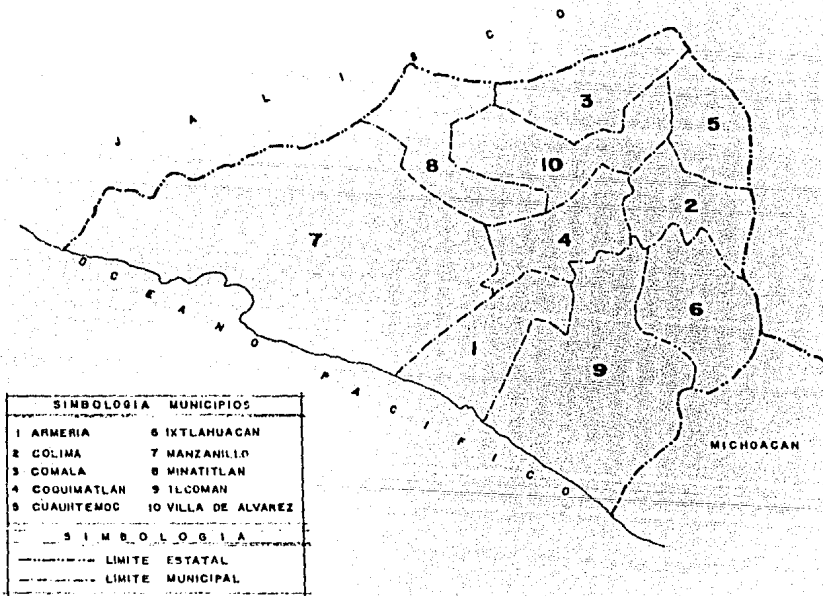 JALISCO
3
5
8
10
2
7
4
6
1
9
OCEANO PACIFICO
MICHOACAN
SIMBOLOGIA MUNICIPIOS
1 ARMERIA 6 IXTLAHUACAN
2 COLIMA 7 MANZANILLO
3 COMALA 8 MINATITLAN
4 COQUIMATLAN 9 TECOMAN
5 CUAUHTEMOC 10 VILLA DE ALVAREZ
SIMBOLOGIA
LIMITE ESTATAL
LIMITE MUNICIPAL